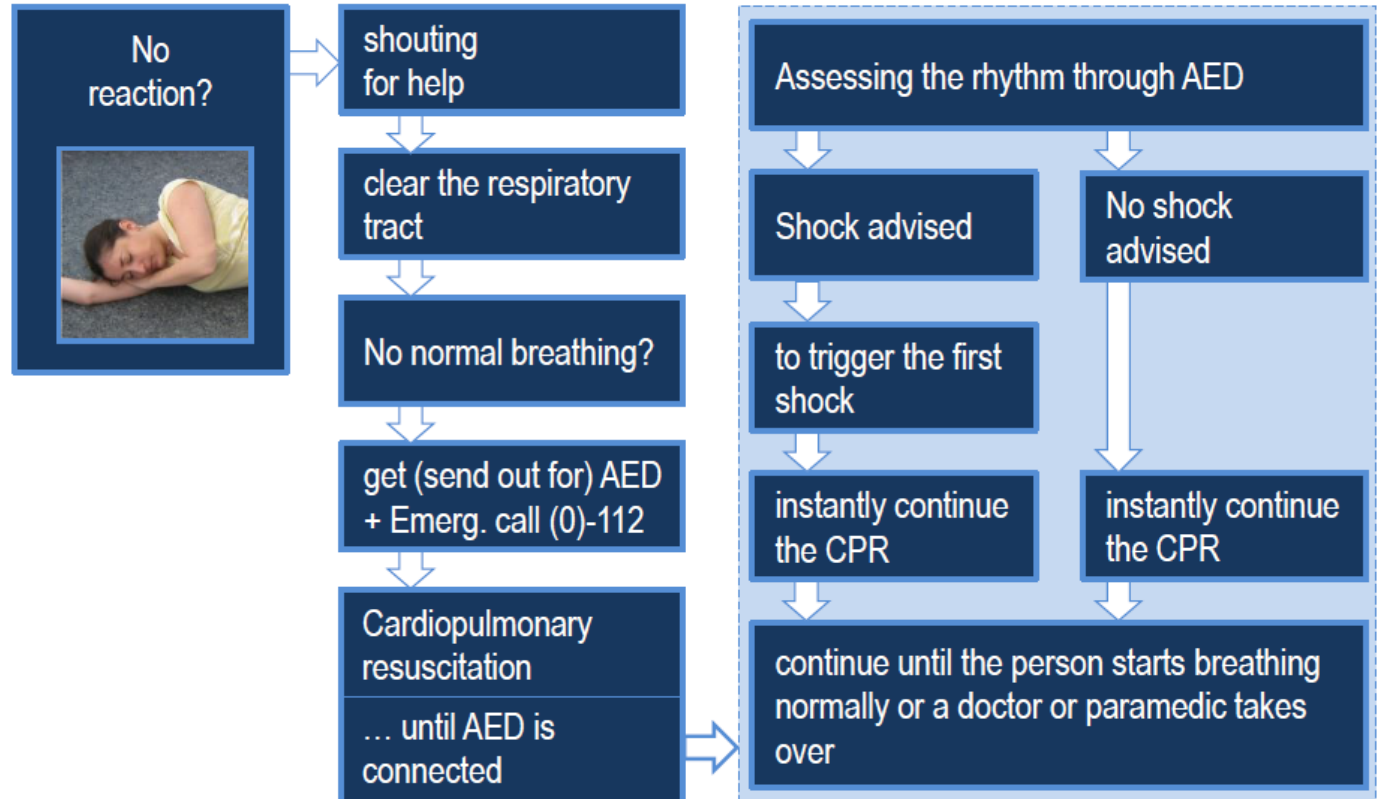 No
reaction?
shouting
for help
clear the respiratory
tract
No normal breathing?
get (send out for) AED
+ Emerg. call (0)-112
Cardiopulmonary
resuscitation
… until AED is
connected
Assessing the rhythm through AED
Shock advised
to trigger the first
shock
instantly continue
the CPR
No shock
advised
instantly continue
the CPR
continue until the person starts breathing
normally or a doctor or paramedic takes
over